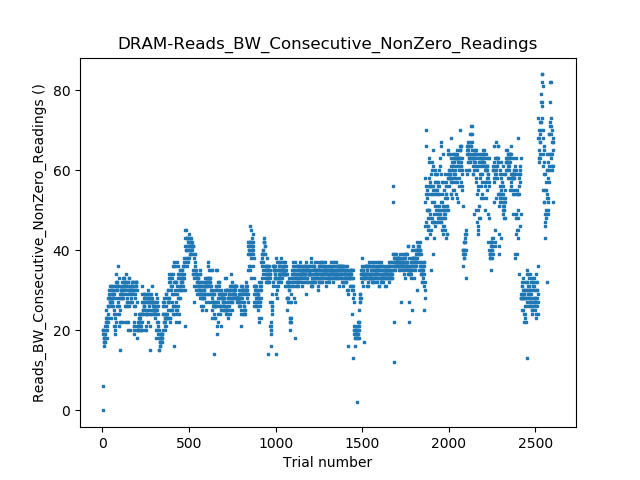 DRAM-Reads_BW_Consecutive_NonZero_Readings
Reads_BW_Consecutive_NonZero_Readings ()
80
60
40
20
0
0 500 1000 1500 2000 2500
Trial number